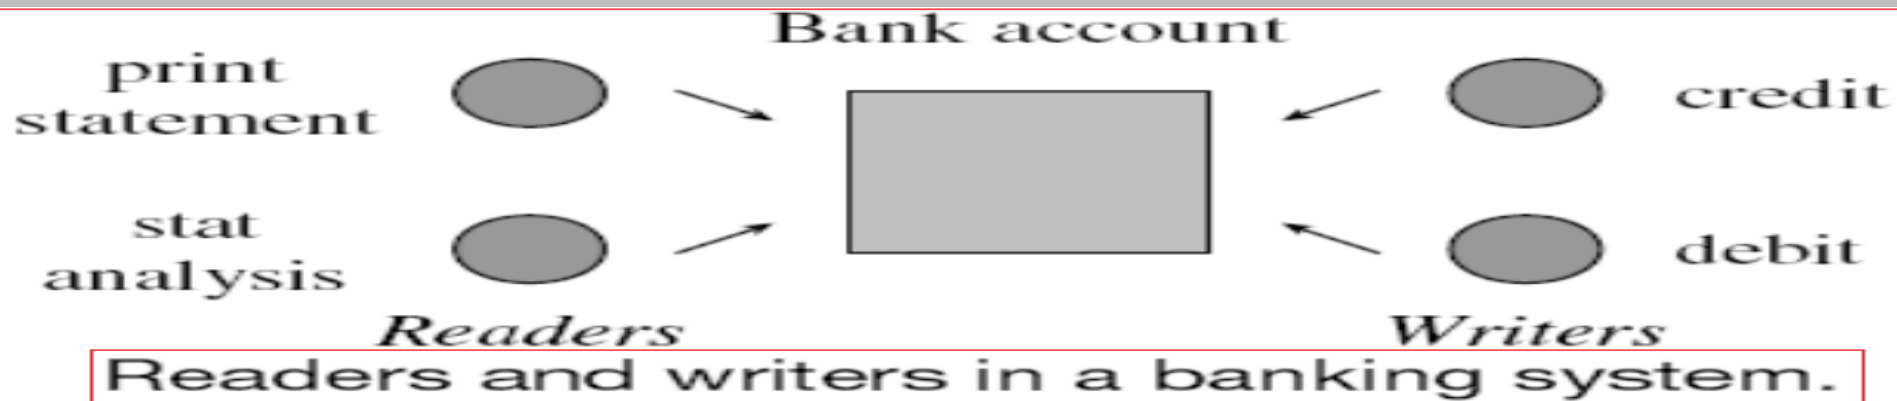 Bank account
print
statement
credit
stat
analysis
debit
Readers
Writers
Readers and writers in a banking system.